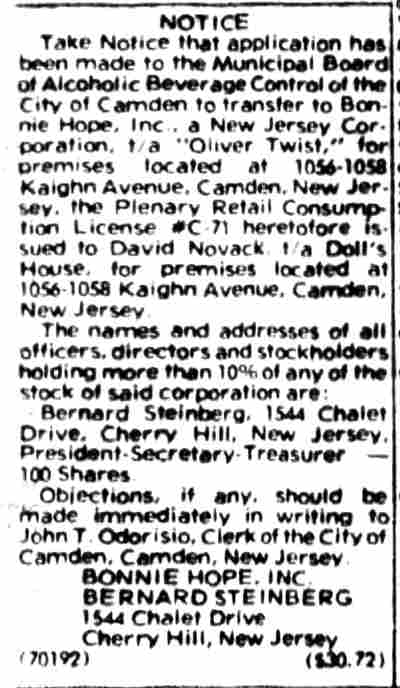 NOTICE
Take Notice that application has
been made to the Municipal Board
of Alcoholic Beverage Control of the
City of Camden to transfer to Bon-
nie Hope, Inc., a New Jersey Cor-
poration, t/a "Oliver Twist," for
premises located at 1056-1058
Kaighn Avenue, Camden, New Jer-
sey, the Plenary Retail Consump-
tion License #C-71 heretofore is-
sued to David Novack t/a Doll's
House, for premises located at
1056-1058 Kaighn Avenue, Camden,
New Jersey.
The names and addresses of all
officers, directors and stockholders
holding more than 10% of any of the
stock of said corporation are:
Bernard Steinberg, 1544 Chalet
Drive, Cherry Hill, New Jersey,
President-Secretary-Treasurer —
100 Shares
Objections, if any, should be
made immediately in writing to
John T. Odorisio, Clerk of the City of
Camden, Camden, New Jersey.
BONNIE HOPE, INC.
BERNARD STEINBERG
1544 Chalet Drive
Cherry Hill, New Jersey
(70192) ($30.72)